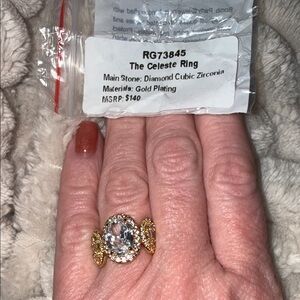 RG73845
The Celeste Ring
Main Stone: Diamond Cubic Zirconia
Materials: Gold Plating
MSRP: $140